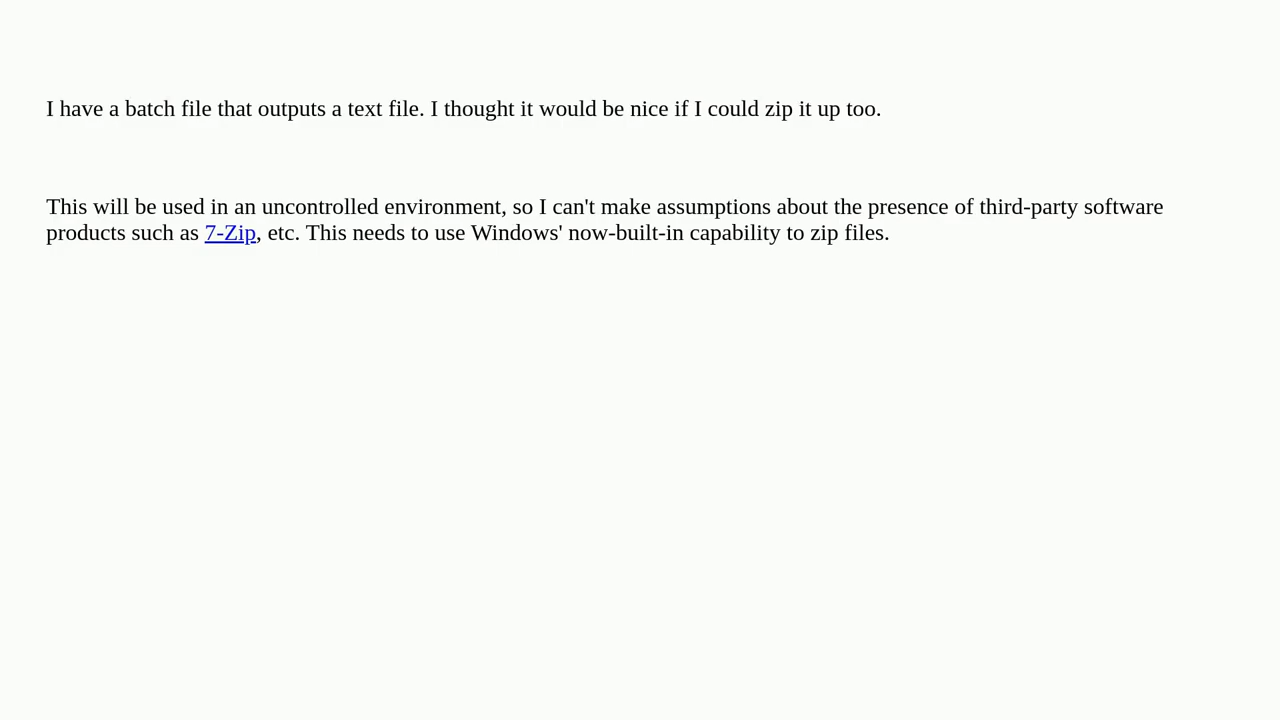 I have a batch file that outputs a text file. I thought it would be nice if I could zip it up too.
This will be used in an uncontrolled environment, so I can't make assumptions about the presence of third-party software
products such as 7-Zip, etc. This needs to use Windows' now-built-in capability to zip files.